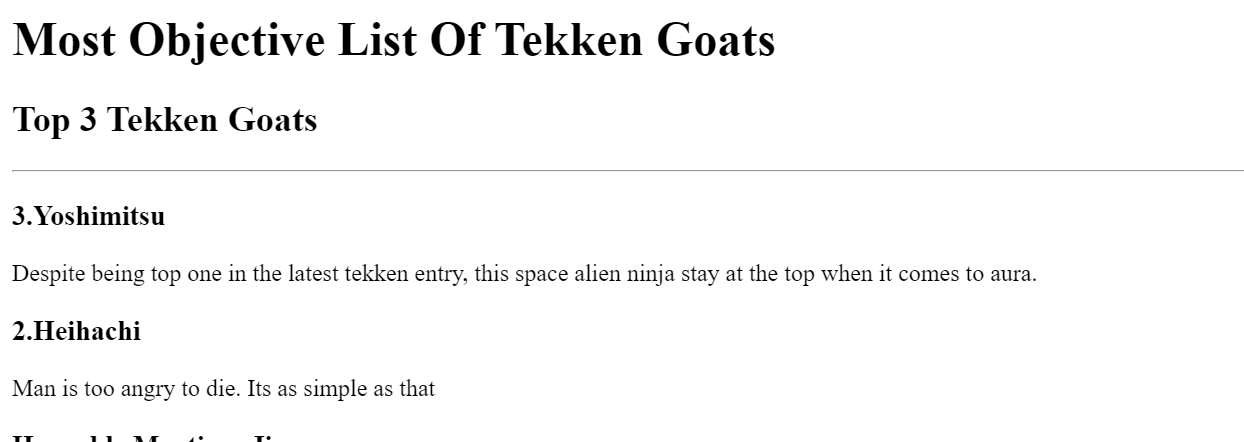 Most Objective List Of Tekken Goats
Top 3 Tekken Goats
3.Yoshimitsu
Despite being top one in the latest tekken entry, this space alien ninja stay at the top when it comes to aura.
2.Heihachi
Man is too angry to die. Its as simple as that